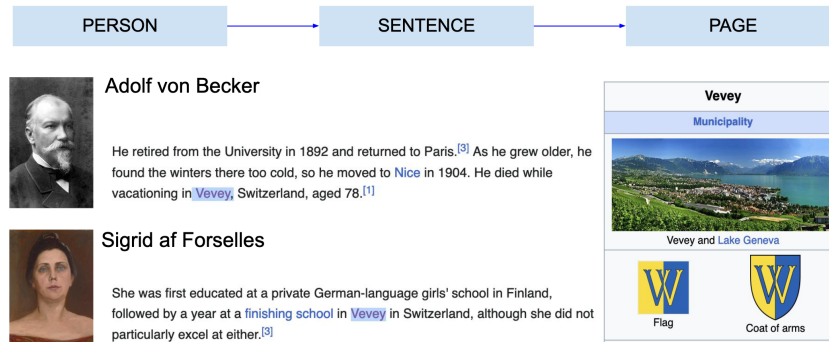 PERSON
SENTENCE
PAGE
Adolf von Becker
He retired from the University in 1892 and returned to Paris.[3] As he grew older, he
found the winters there too cold, so he moved to Nice in 1904. He died while
vacationing in Vevey, Switzerland, aged 78.[1]
Sigrid af Forselles
She was first educated at a private German-language girls' school in Finland,
followed by a year at a finishing school in Vevey in Switzerland, although she did not
particularly excel at either.[3]
Vevey
Municipality
Vevey and Lake Geneva
Flag
Coat of arms